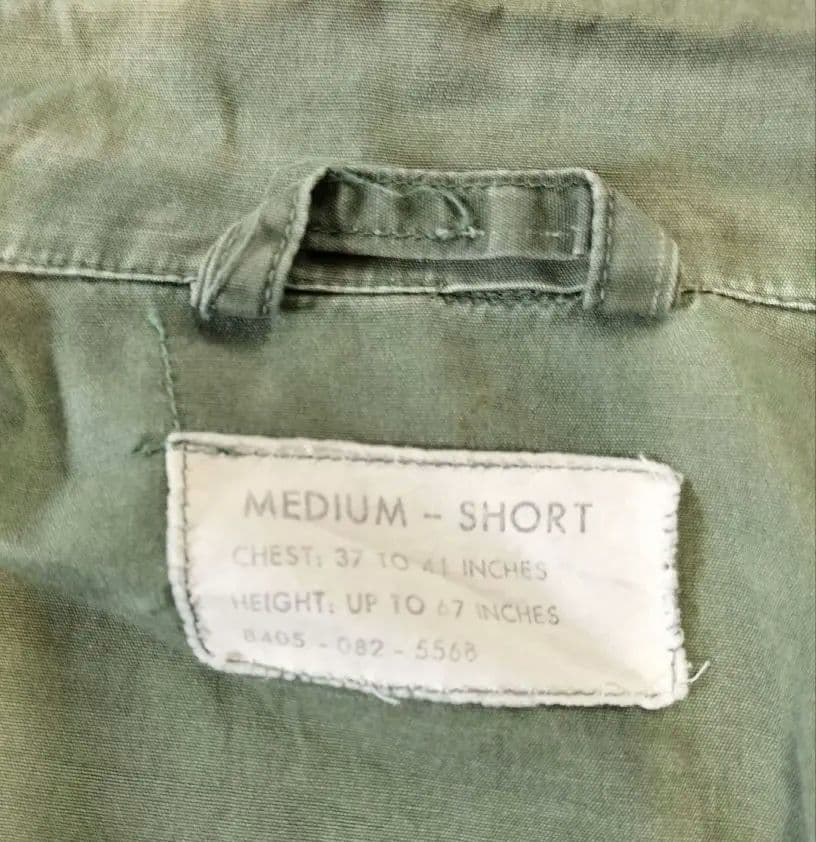 MEDIUM - SHORT
CHEST: 37 TO 41 INCHES
HEIGHT: UP TO 67 INCHES
8405 - 082 - 5568